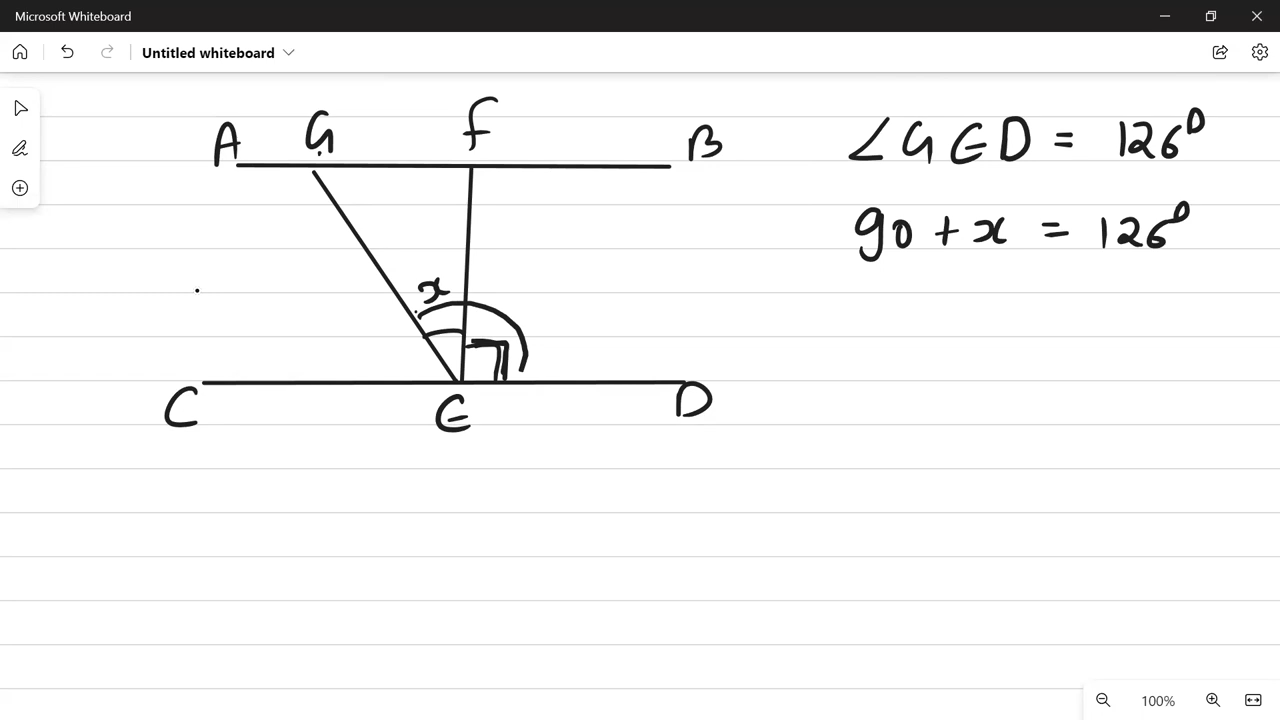 Microsoft Whiteboard
Untitled whiteboard
A G F B
∠GED = 126°
90 + x = 126°
x
C E D
100%